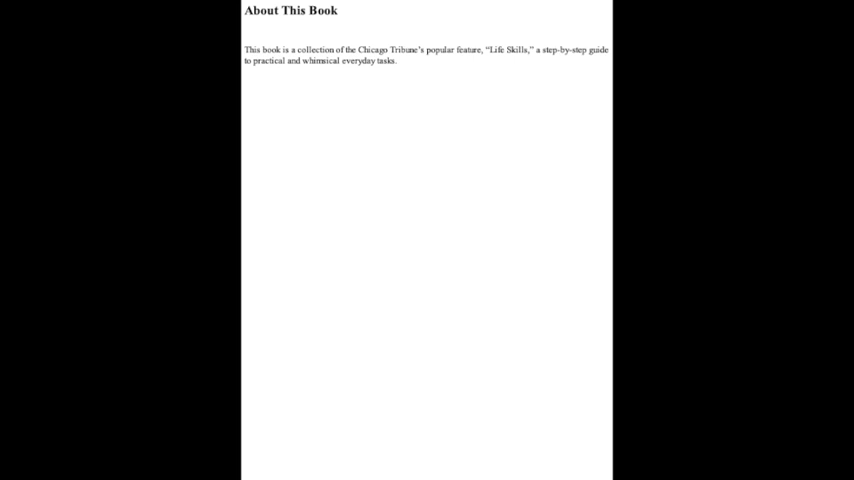 About This Book
This book is a collection of the Chicago Tribune’s popular feature, “Life Skills,” a step-by-step guide
to practical and whimsical everyday tasks.